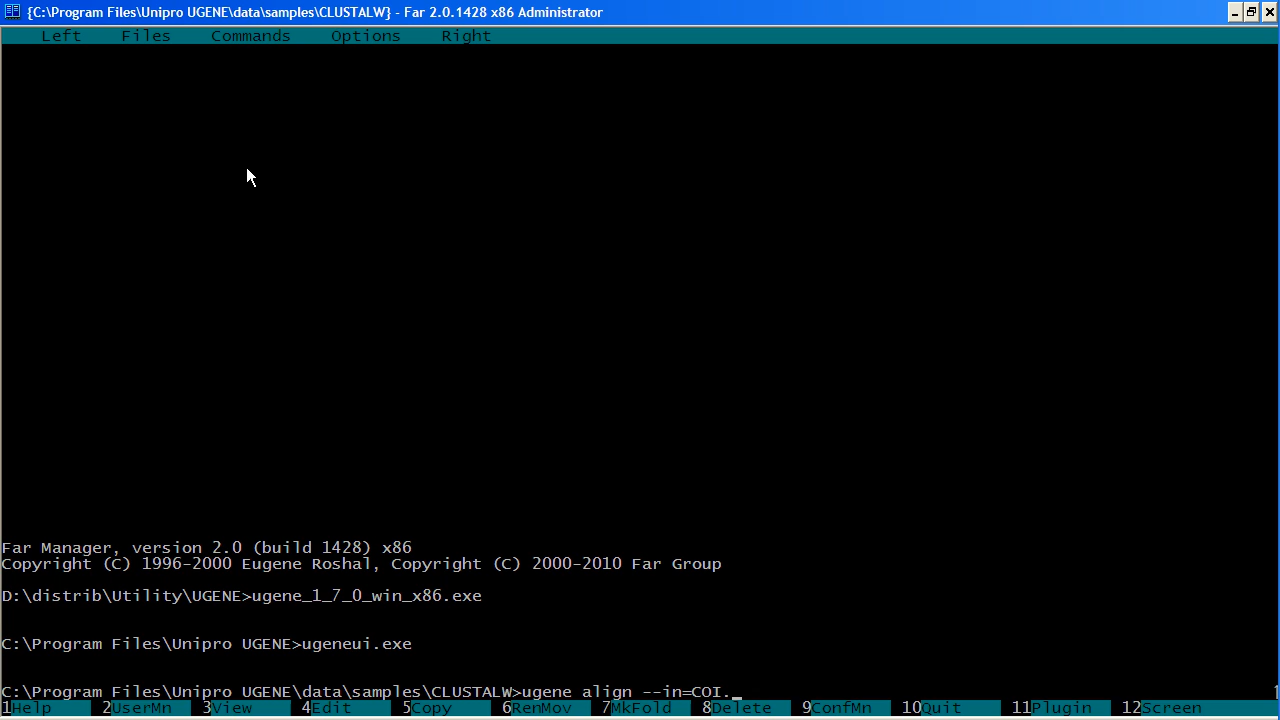 {C:\Program Files\Unipro UGENE\data\samples\CLUSTALW} - Far 2.0.1428 x86 Administrator
Left Files Commands Options Right
Far Manager, version 2.0 (build 1428) x86
Copyright (C) 1996-2000 Eugene Roshal, Copyright (C) 2000-2010 Far Group
D:\distrib\Utility\UGENE>ugene_1_7_0_win_x86.exe
C:\Program Files\Unipro UGENE>ugeneui.exe
C:\Program Files\Unipro UGENE\data\samples\CLUSTALW>ugene align --in=COI._
1Help 2UserMn 3View 4Edit 5Copy 6RenMov 7MkFold 8Delete 9ConfMn 10Quit 11Plugin 12Screen